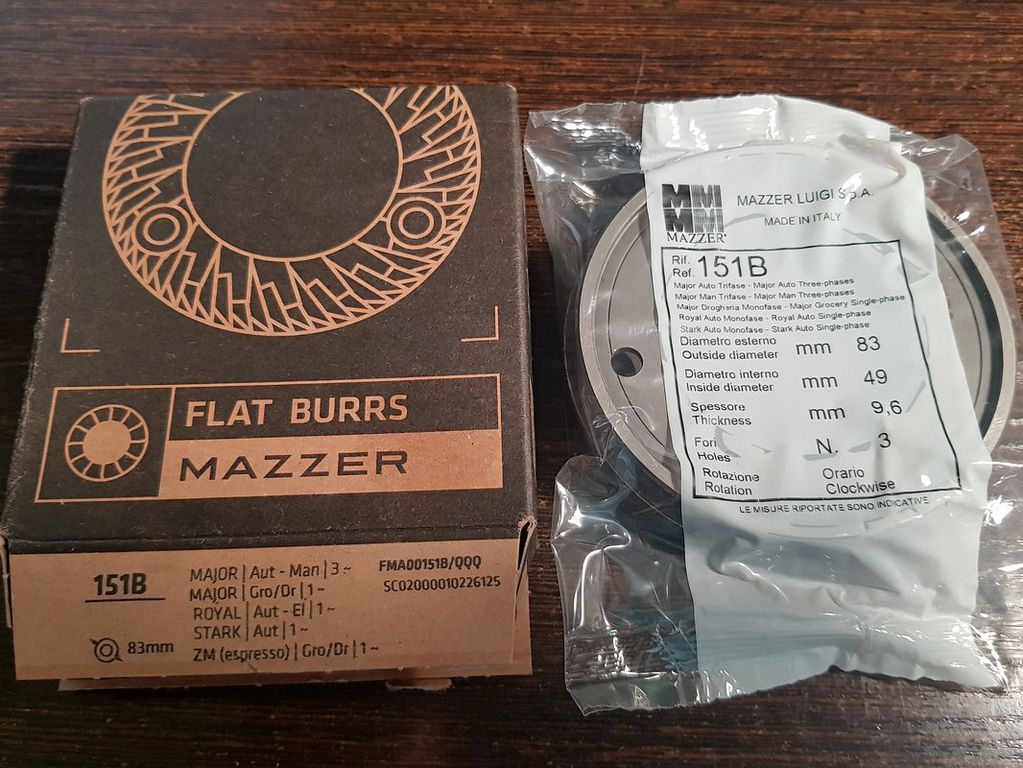 FLAT BURRS
MAZZER
151B
83mm
MAJOR | Aut - Man | 3 ~
MAJOR | Gro/Dr | 1 ~
ROYAL | Aut - El | 1 ~
STARK | Aut | 1 ~
ZM (espresso) | Gro/Dr | 1 ~
FMA00151B/QQQ
SC02000010226125
MAZZER
MAZZER LUIGI S.p.A.
MADE IN ITALY
Rif.
Ref. 151B
Major Auto Trifase - Major Auto Three-phases
Major Man Trifase - Major Man Three-phases
Major Drogheria Monofase - Major Grocery Single-phase
Royal Auto Monofase - Royal Auto Single-phase
Stark Auto Monofase - Stark Auto Single-phase
Diametro esterno
Outside diameter mm 83
Diametro interno
Inside diameter mm 49
Spessore
Thickness mm 9,6
Fori
Holes N. 3
Rotazione Orario
Rotation Clockwise
LE MISURE RIPORTATE SONO INDICATIVE